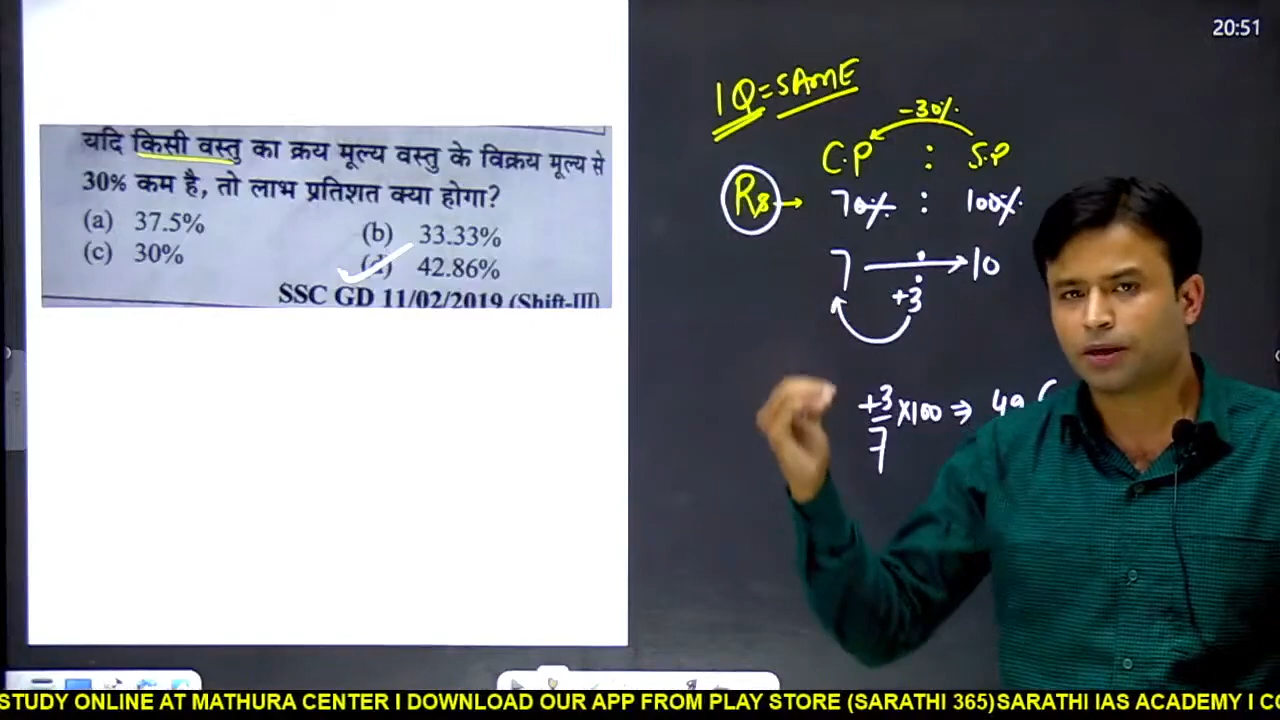 20:51
यदि किसी वस्तु का क्रय मूल्य वस्तु के विक्रय मूल्य से
30% कम है, तो लाभ प्रतिशत क्या होगा?
(a) 37.5%
(b) 33.33%
(c) 30%
(d) 42.86%
SSC GD 11/02/2019 (Shift-III)
1Q=SAME
-30%
C.P : S.P
Rs → 70% : 100%
7 → 10
+3
+3/7 ×100 ⇒
STUDY ONLINE AT MATHURA CENTER I DOWNLOAD OUR APP FROM PLAY STORE (SARATHI 365)SARATHI IAS ACADEMY I